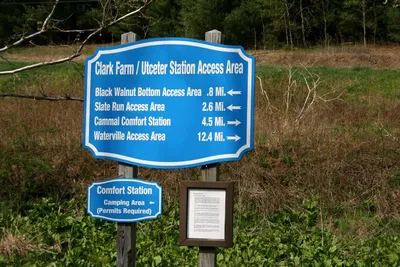 Clark Farm / Utceter Station Access Area
Black Walnut Bottom Access Area .8 Mi. ←
Slate Run Access Area 2.6 Mi. ←
Cammal Comfort Station 4.5 Mi. →
Waterville Access Area 12.4 Mi. →
Comfort Station
Camping Area ←
(Permits Required)